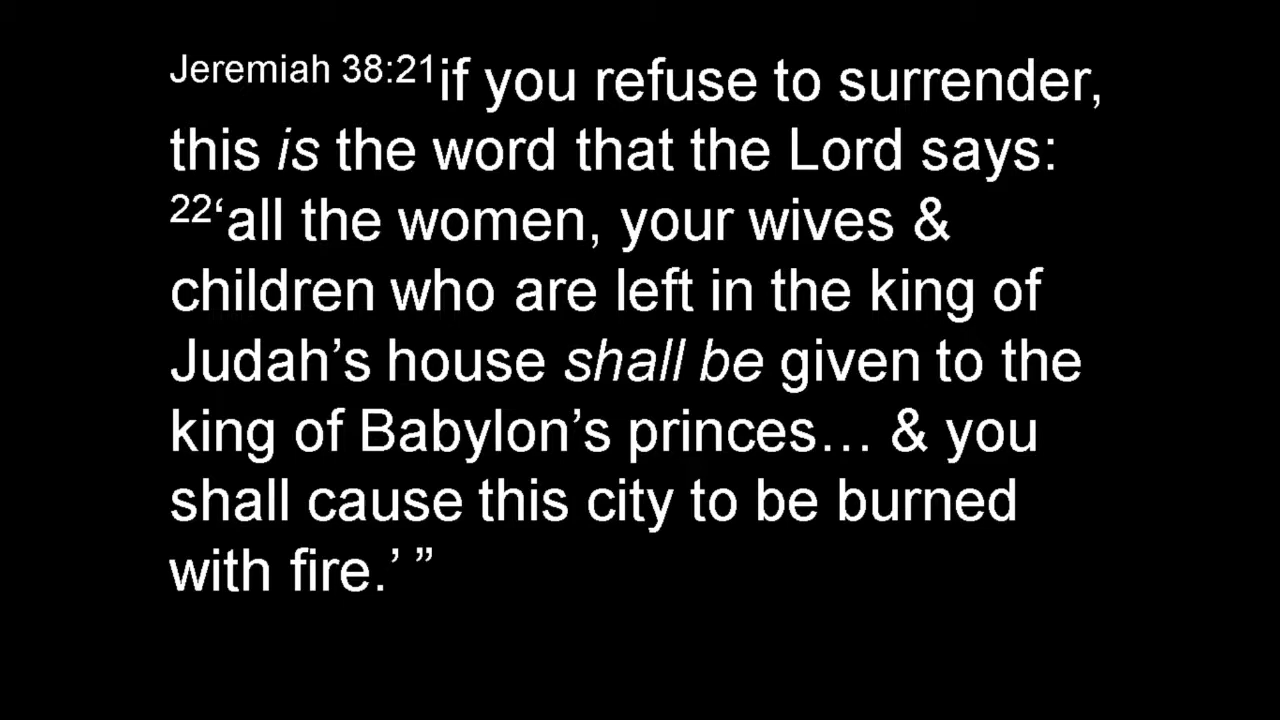 Jeremiah 38:21if you refuse to surrender,
this is the word that the Lord says:
22‘all the women, your wives &
children who are left in the king of
Judah’s house shall be given to the
king of Babylon’s princes… & you
shall cause this city to be burned
with fire.’ ”